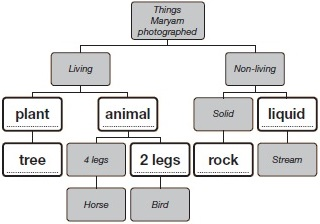 Things
Maryam
photographed
Living
Non-living
plant
animal
Solid
liquid
tree
4 legs
2 legs
rock
Stream
Horse
Bird